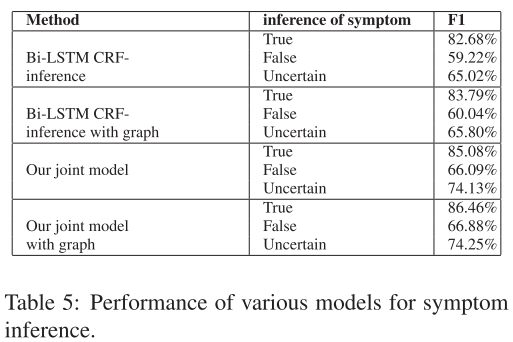 Method inference of symptom F1
True 82.68%
Bi-LSTM CRF- False 59.22%
inference Uncertain 65.02%
True 83.79%
Bi-LSTM CRF- False 60.04%
inference with graph Uncertain 65.80%
True 85.08%
Our joint model False 66.09%
Uncertain 74.13%
True 86.46%
Our joint model False 66.88%
with graph Uncertain 74.25%
Table 5: Performance of various models for symptom
inference.